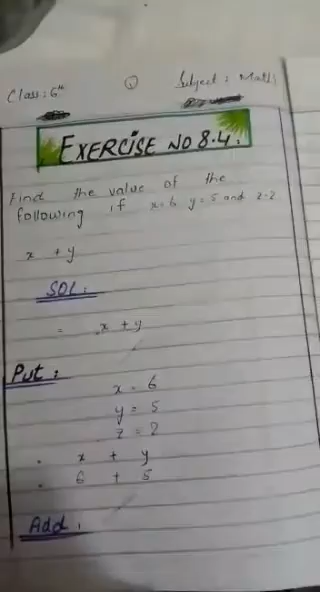 Class: 6th Q Subject: Math
EXERCISE NO 8.4:
Find the value of the
following if x=6 y=5 and z=2
x + y
SOL:
= x + y
Put:
x = 6
y = 5
z = 2
x + y
6 + 5
Add: